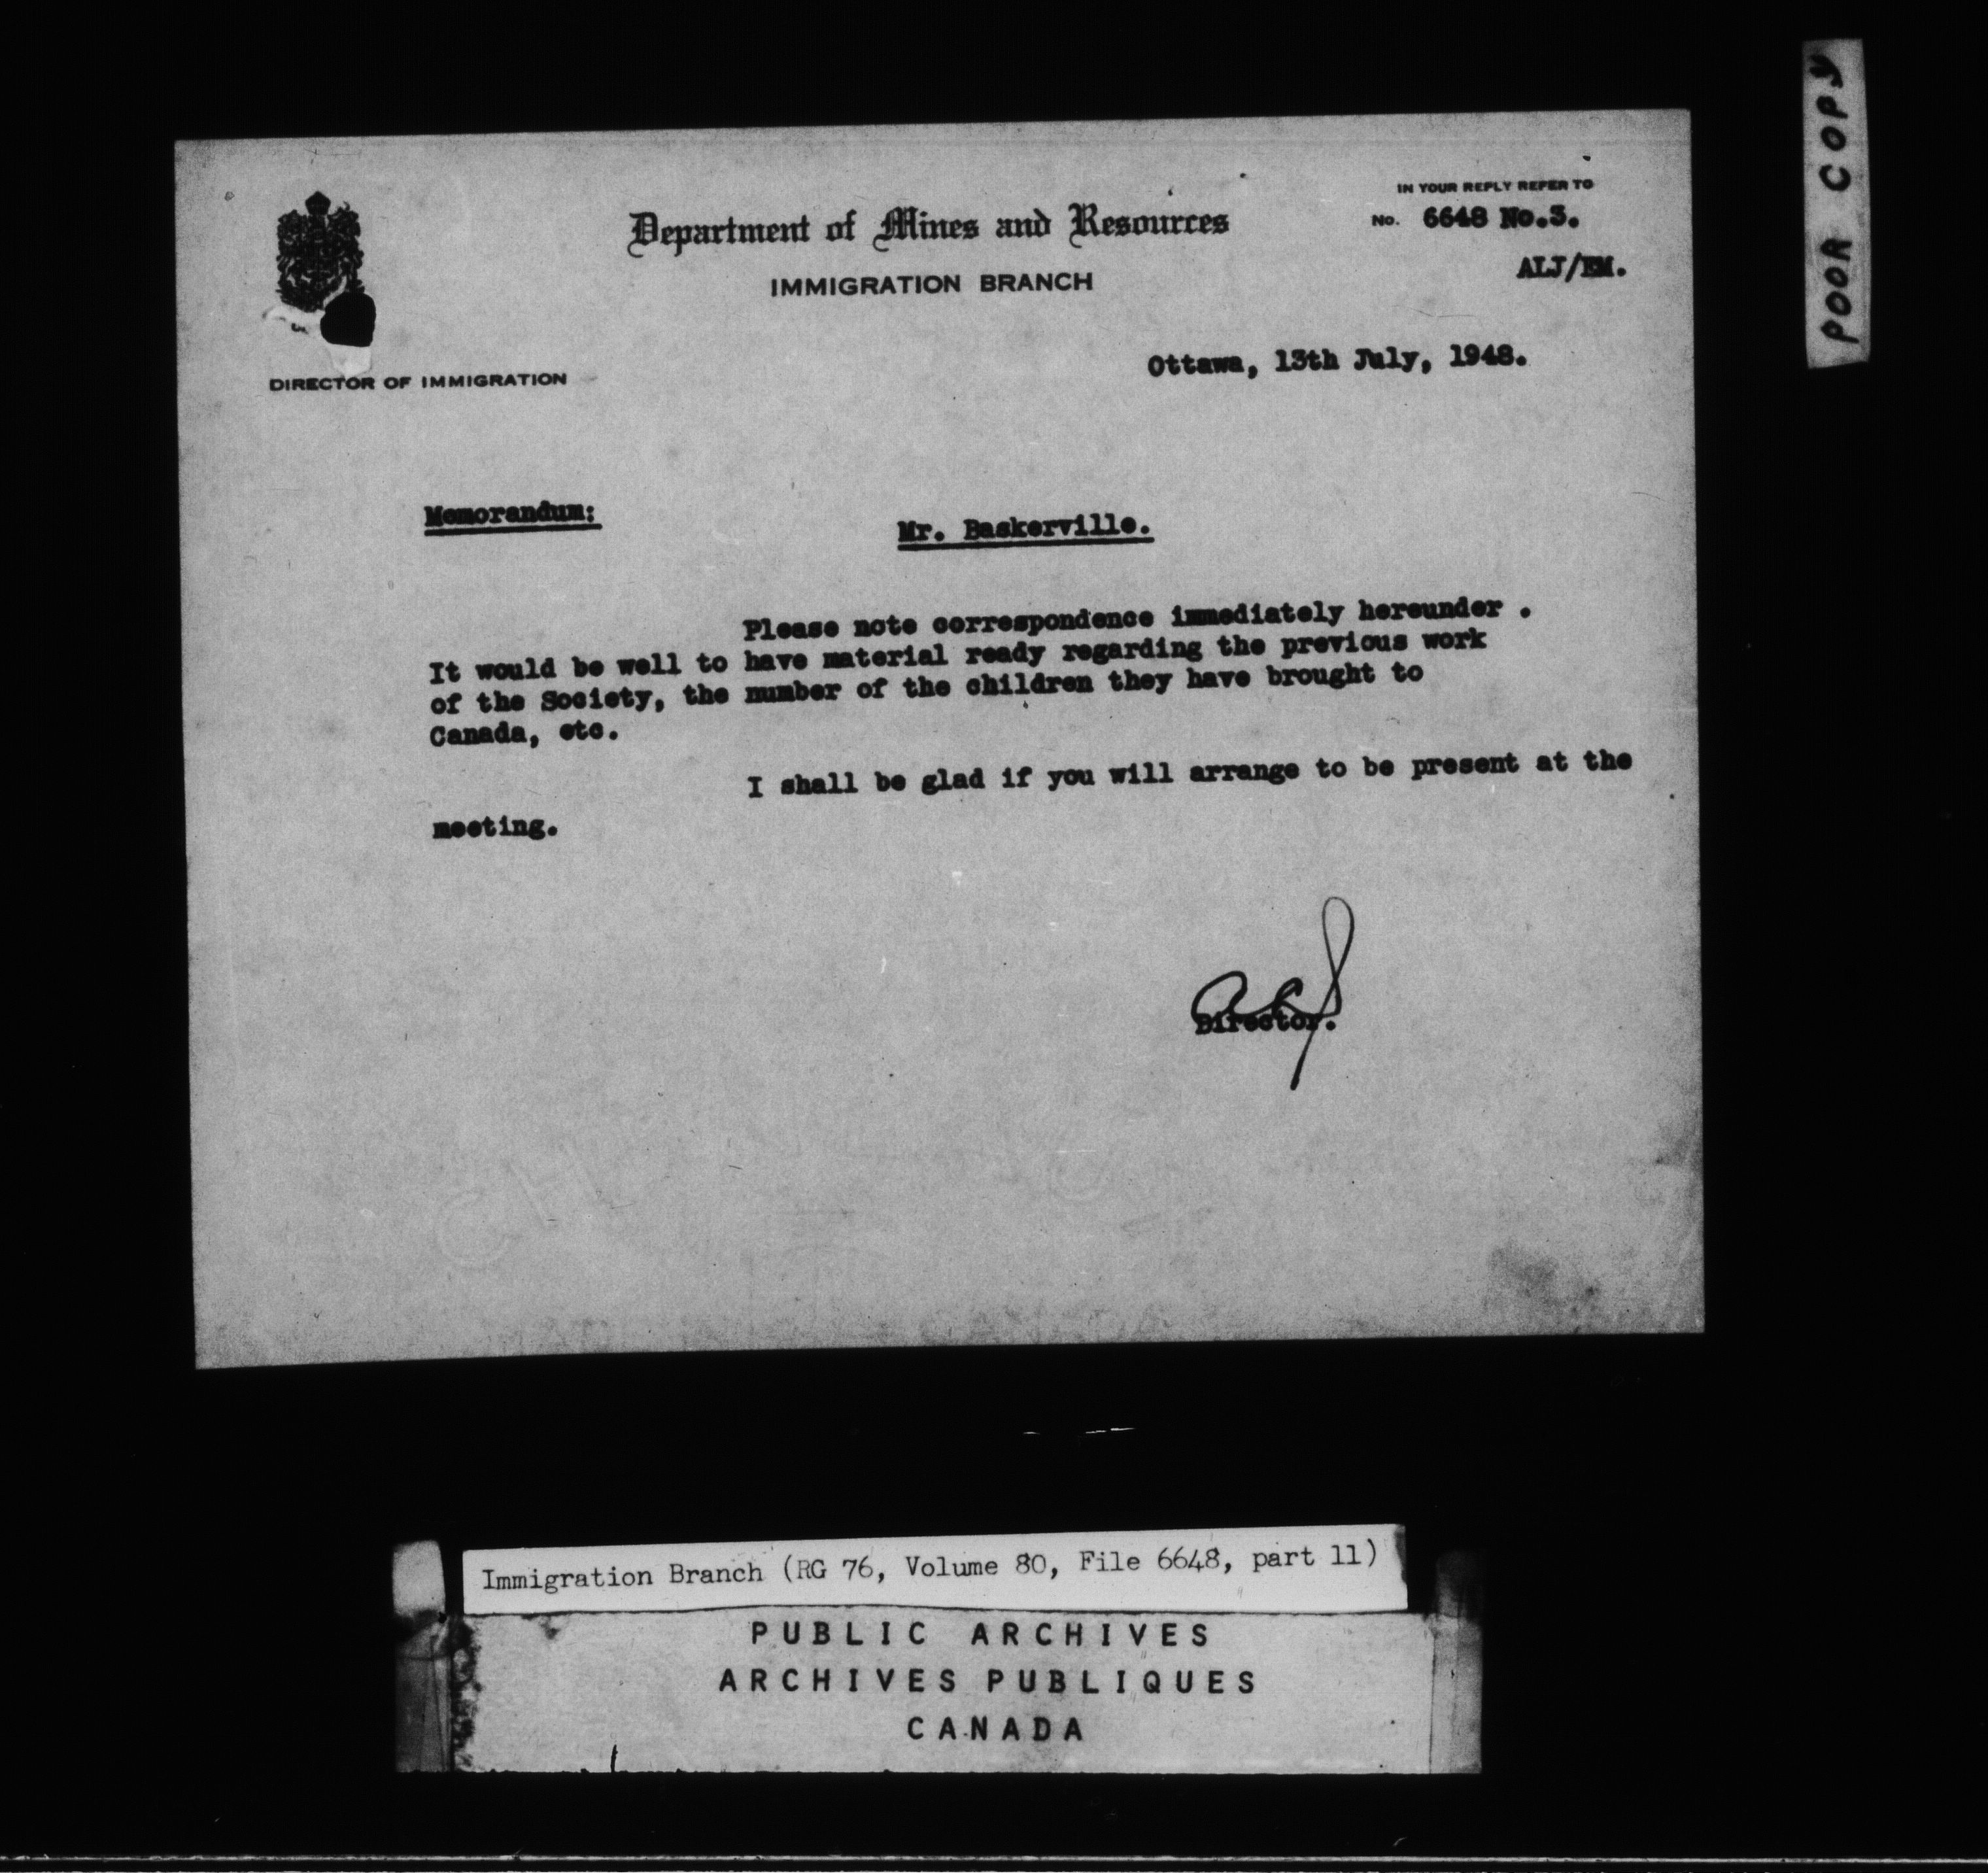 POOR COPY
IN YOUR REPLY REFER TO
No. 6648 No.3.
ALJ/EM.
Department of Mines and Resources
IMMIGRATION BRANCH
DIRECTOR OF IMMIGRATION
Ottawa, 13th July, 1948.
Memorandum:
Mr. Baskerville.
Please note correspondence immediately hereunder .
It would be well to have material ready regarding the previous work
of the Society, the number of the children they have brought to
Canada, etc.
I shall be glad if you will arrange to be present at the
meeting.
Director.
Immigration Branch (RG 76, Volume 80, File 6648, part 11)
PUBLIC ARCHIVES
ARCHIVES PUBLIQUES
CANADA